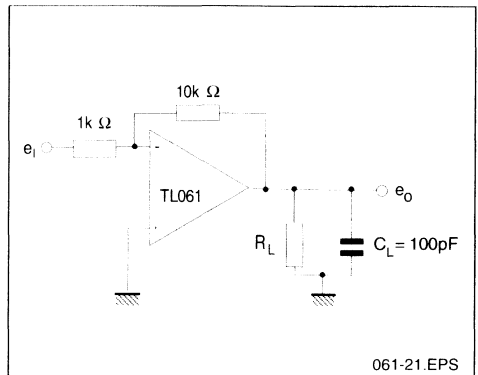 10k Ω
1k Ω
eI
-
TL061
eo
RL
CL = 100pF
061-21.EPS